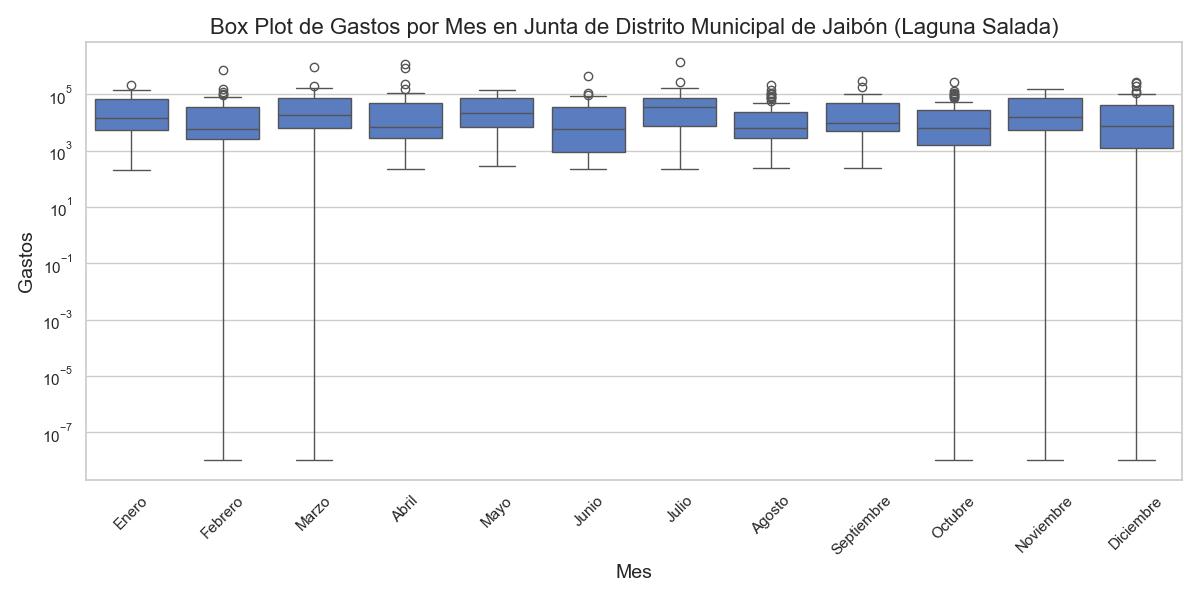 Box Plot de Gastos por Mes en Junta de Distrito Municipal de Jaibón (Laguna Salada)
Gastos
10^5
10^3
10^1
10^−1
10^−3
10^−5
10^−7
Enero
Febrero
Marzo
Abril
Mayo
Junio
Julio
Agosto
Septiembre
Octubre
Noviembre
Diciembre
Mes